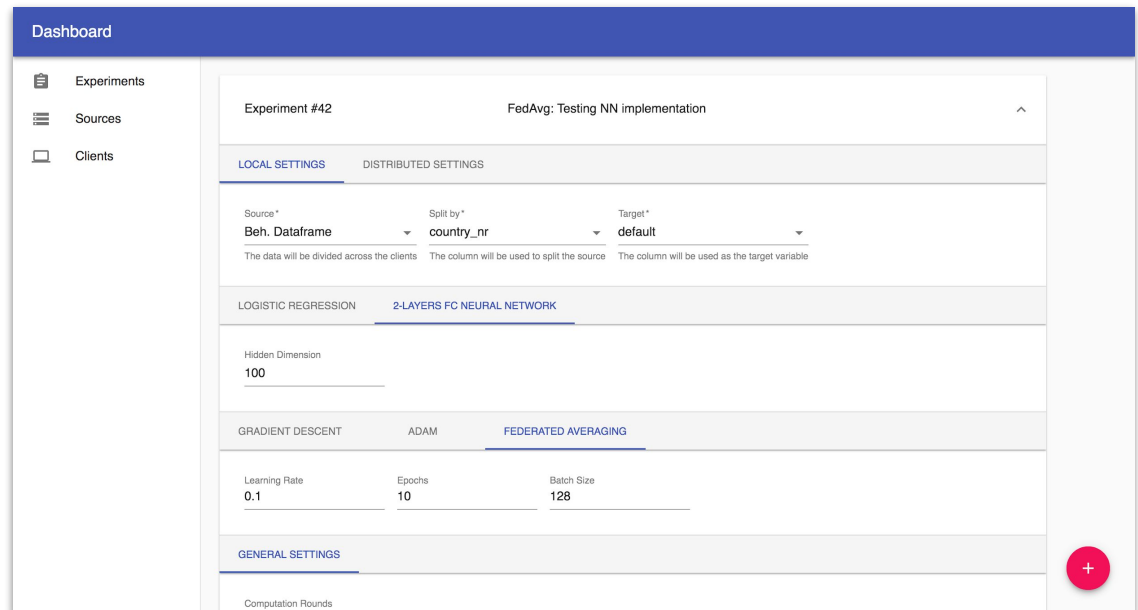 Dashboard
Experiments
Sources
Clients
Experiment #42 FedAvg: Testing NN implementation
LOCAL SETTINGS DISTRIBUTED SETTINGS
Source* Split by* Target*
Beh. Dataframe country_nr default
The data will be divided across the clients The column will be used to split the source The column will be used as the target variable
LOGISTIC REGRESSION 2-LAYERS FC NEURAL NETWORK
Hidden Dimension
100
GRADIENT DESCENT ADAM FEDERATED AVERAGING
Learning Rate Epochs Batch Size
0.1 10 128
GENERAL SETTINGS
Computation Rounds